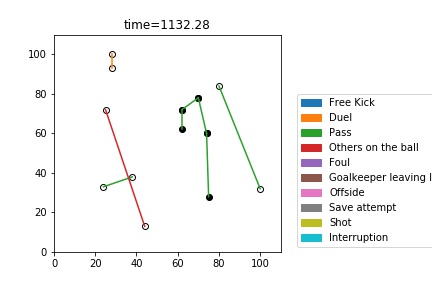 time=1132.28
100
80
60
40
20
0
0 20 40 60 80 100
Free Kick
Duel
Pass
Others on the ball
Foul
Goalkeeper leaving l
Offside
Save attempt
Shot
Interruption